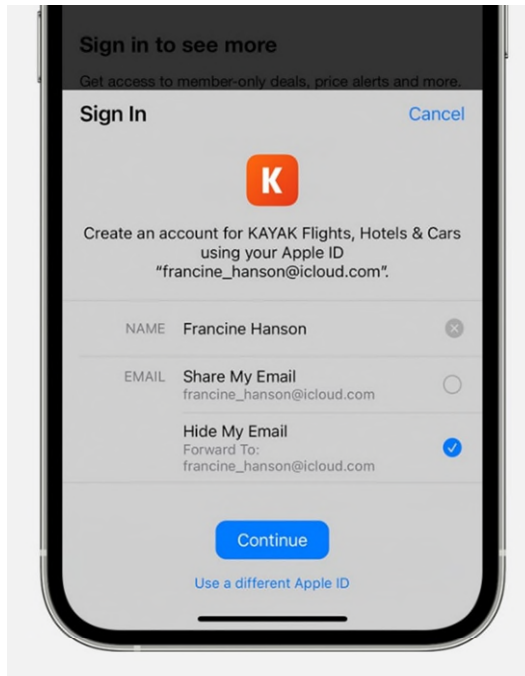 Sign in to see more
Get access to member-only deals, price alerts and more.
Sign In
Cancel
K
Create an account for KAYAK Flights, Hotels & Cars
using your Apple ID
“francine_hanson@icloud.com”.
NAME Francine Hanson
EMAIL Share My Email
francine_hanson@icloud.com
Hide My Email
Forward To:
francine_hanson@icloud.com
Continue
Use a different Apple ID